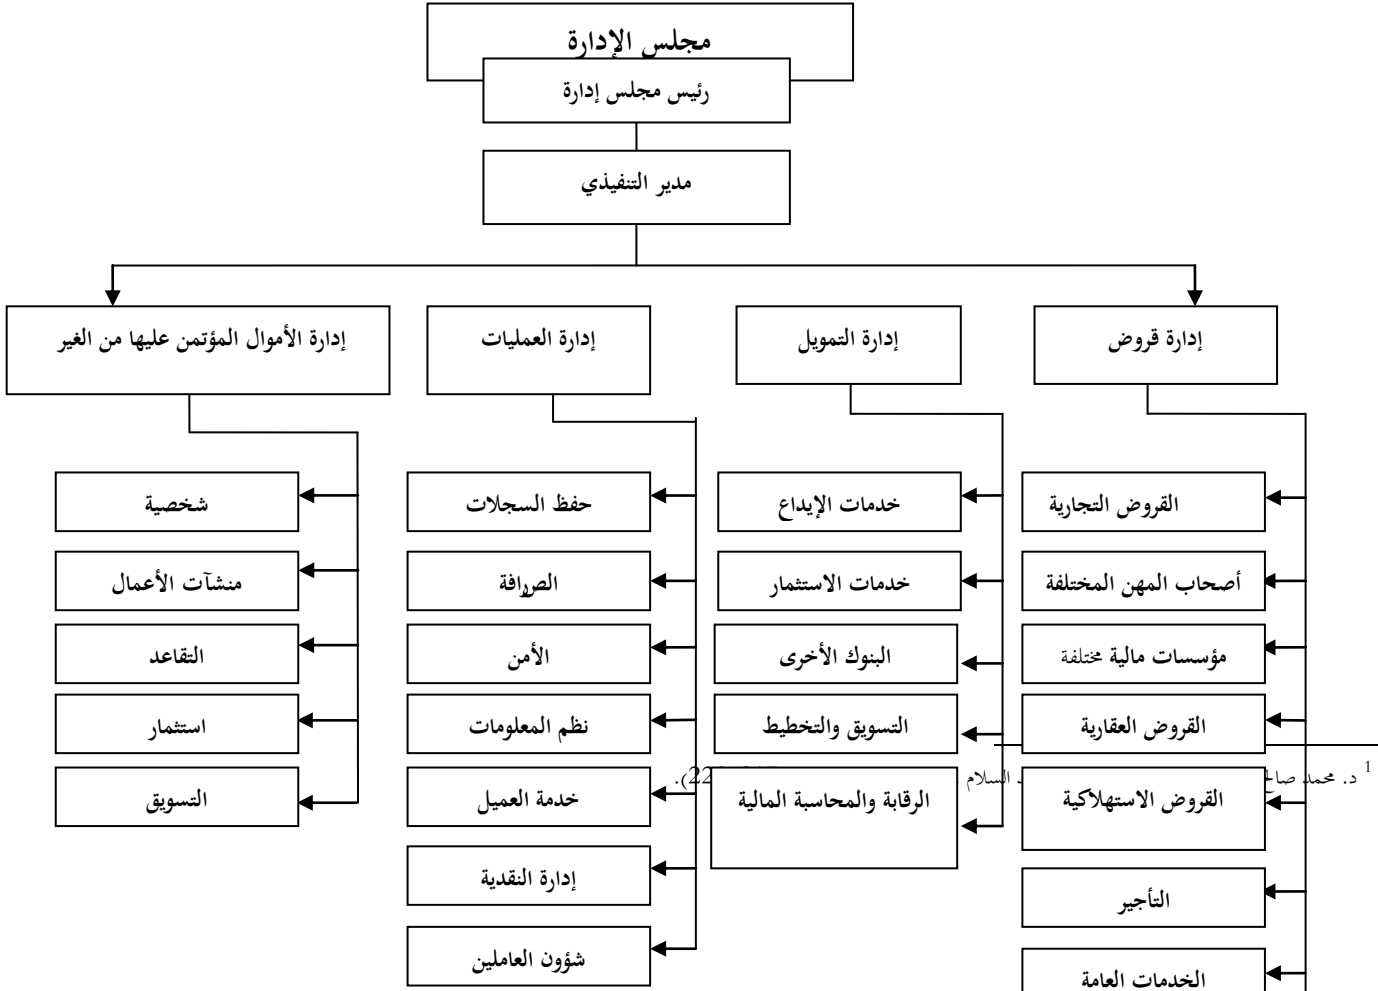 مجلس الإدارة
رئيس مجلس إدارة
مدير التنفيذي
إدارة قروض
إدارة التمويل
إدارة العمليات
إدارة الأموال المؤتمن عليها من الغير
القروض التجارية
أصحاب المهن المختلفة
مؤسسات مالية مختلفة
القروض العقارية
القروض الاستهلاكية
التأجير
الخدمات العامة
خدمات الإيداع
خدمات الاستثمار
البنوك الأخرى
التسويق والتخطيط
الرقابة والمحاسبة المالية
حفظ السجلات
الصرافة
الأمن
نظم المعلومات
خدمة العميل
إدارة النقدية
شؤون العاملين
شخصية
منشآت الأعمال
التقاعد
استثمار
التسويق
1 د. محمد السلام